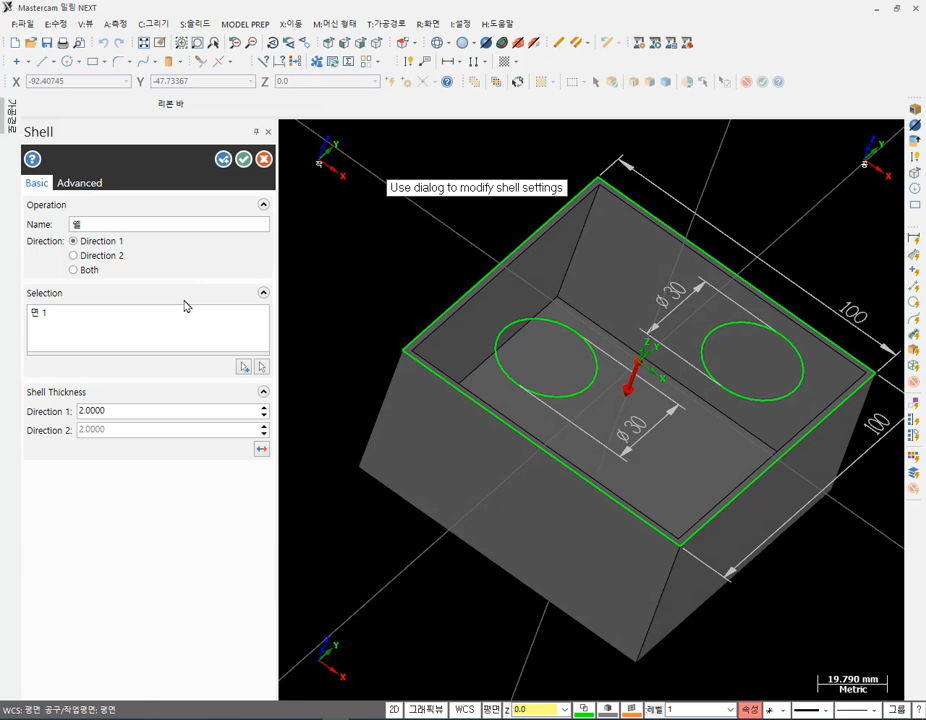 Mastercam 밀링 NEXT
F:파일 E:수정 V:뷰 A:측정 C:그리기 S:솔리드 MODEL PREP X:이동 M:머신 형태 T:가공경로 R:화면 I:설정 H:도움말
X -92.40745 Y -47.73367 Z 0.0
리본 바
가공경로
Shell
Basic Advanced
Operation
Name: 쉘
Direction: Direction 1
Direction 2
Both
Selection
면 1
Shell Thickness
Direction 1: 2.0000
Direction 2: 2.0000
Use dialog to modify shell settings
Z Y X
Z Y X
Ø 30
100
Z Y X
Ø 30
100
Z Y X
19.790 mm
Metric
WCS: 평면 공구/작업평면: 평면
2D 그래픽뷰 WCS 평면 Z 0.0 레벨 1 속성 그룹 ?